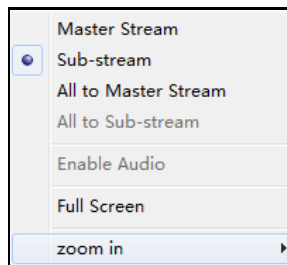 Master Stream
Sub-stream
All to Master Stream
All to Sub-stream
Enable Audio
Full Screen
zoom in